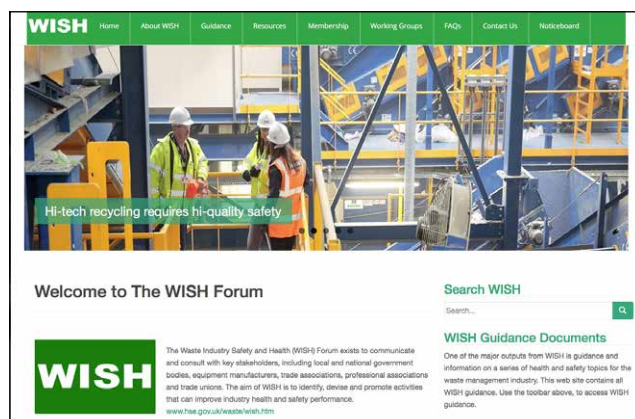 WISH Home About WISH Guidance Resources Membership Working Groups FAQs Contact Us Noticeboard
Hi-tech recycling requires hi-quality safety
Welcome to The WISH Forum
WISH
The Waste Industry Safety and Health (WISH) Forum exists to communicate
and consult with key stakeholders, including local and national government
bodies, equipment manufacturers, trade associations, professional associations
and trade unions. The aim of WISH is to identify, devise and promote activities
that can improve industry health and safety performance.
www.hse.gov.uk/waste/wish.htm
Search WISH
Search...
WISH Guidance Documents
One of the major outputs from WISH is guidance and
information on a series of health and safety topics for the
waste management industry. This web site contains all
WISH guidance. Use the toolbar above, to access WISH
guidance.